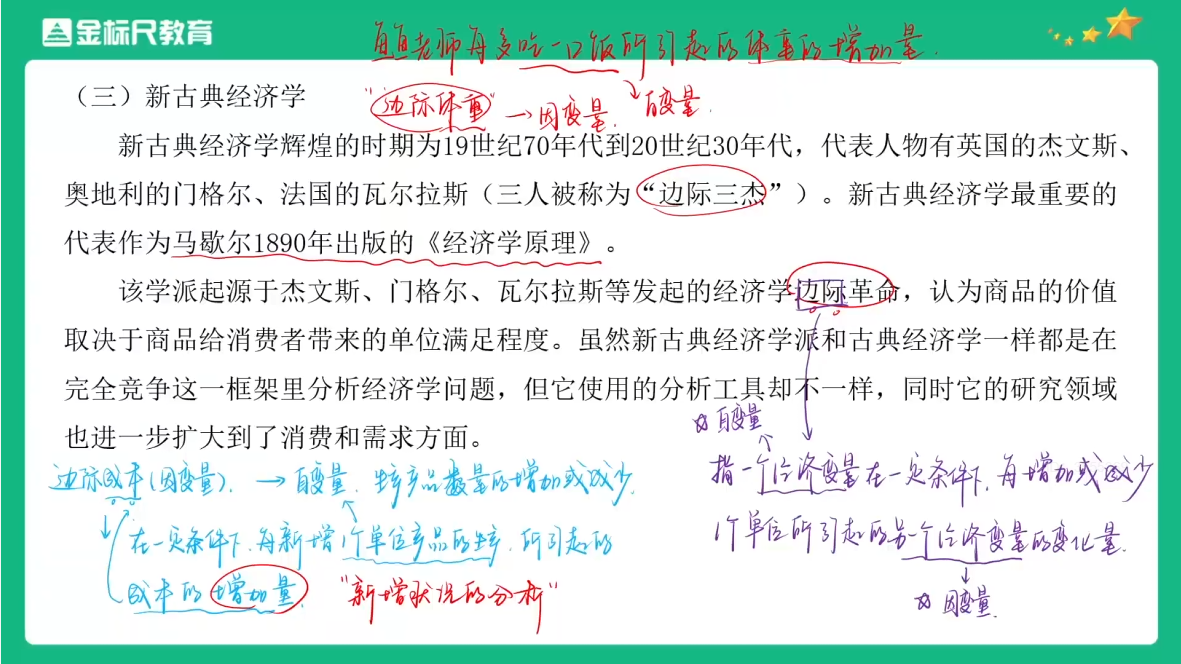 金标尺教育
鱼鱼老师每多吃一口饭所引起的体重的增加量.
（三）新古典经济学
"边际体重" →因变量. 自变量.
新古典经济学辉煌的时期为19世纪70年代到20世纪30年代，代表人物有英国的杰文斯、
奥地利的门格尔、法国的瓦尔拉斯（三人被称为“边际三杰”）。新古典经济学最重要的
代表作为马歇尔1890年出版的《经济学原理》。
该学派起源于杰文斯、门格尔、瓦尔拉斯等发起的经济学边际革命，认为商品的价值
取决于商品给消费者带来的单位满足程度。虽然新古典经济学派和古典经济学一样都是在
完全竞争这一框架里分析经济学问题，但它使用的分析工具却不一样，同时它的研究领域
也进一步扩大到了消费和需求方面。
☆自变量
边际成本(因变量). → 自变量. 生产产品数量的增加或减少.
指一个经济变量在一定条件下.每增加或减少
在一定条件下.每新增1个单位产品的生产.所引起的
1个单位所引起的另一个经济变量的变化量.
成本的增加量. "新增状况的分析"
☆因变量.